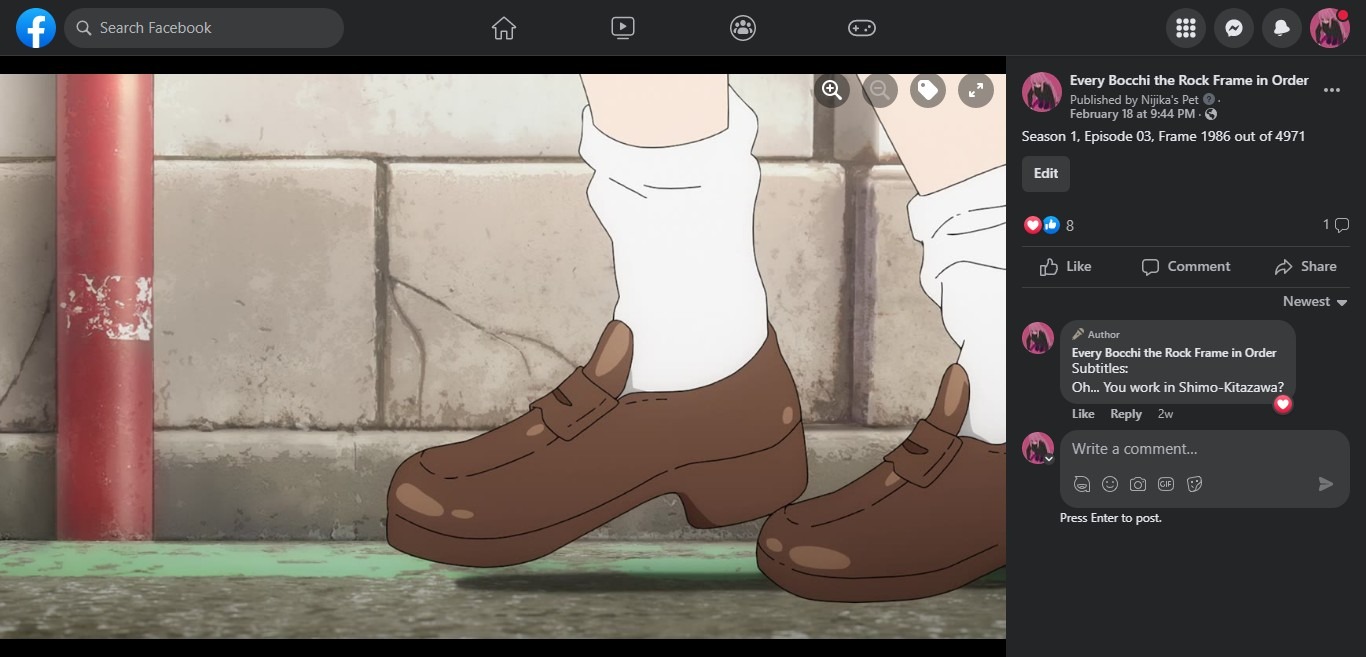 Search Facebook
Every Bocchi the Rock Frame in Order
Published by Nijika's Pet ? ·
February 18 at 9:44 PM ·
Season 1, Episode 03, Frame 1986 out of 4971
Edit
8
1
Like
Comment
Share
Newest
Author
Every Bocchi the Rock Frame in Order
Subtitles:
Oh... You work in Shimo-Kitazawa?
Like Reply 2w
Write a comment...
GIF
Press Enter to post.